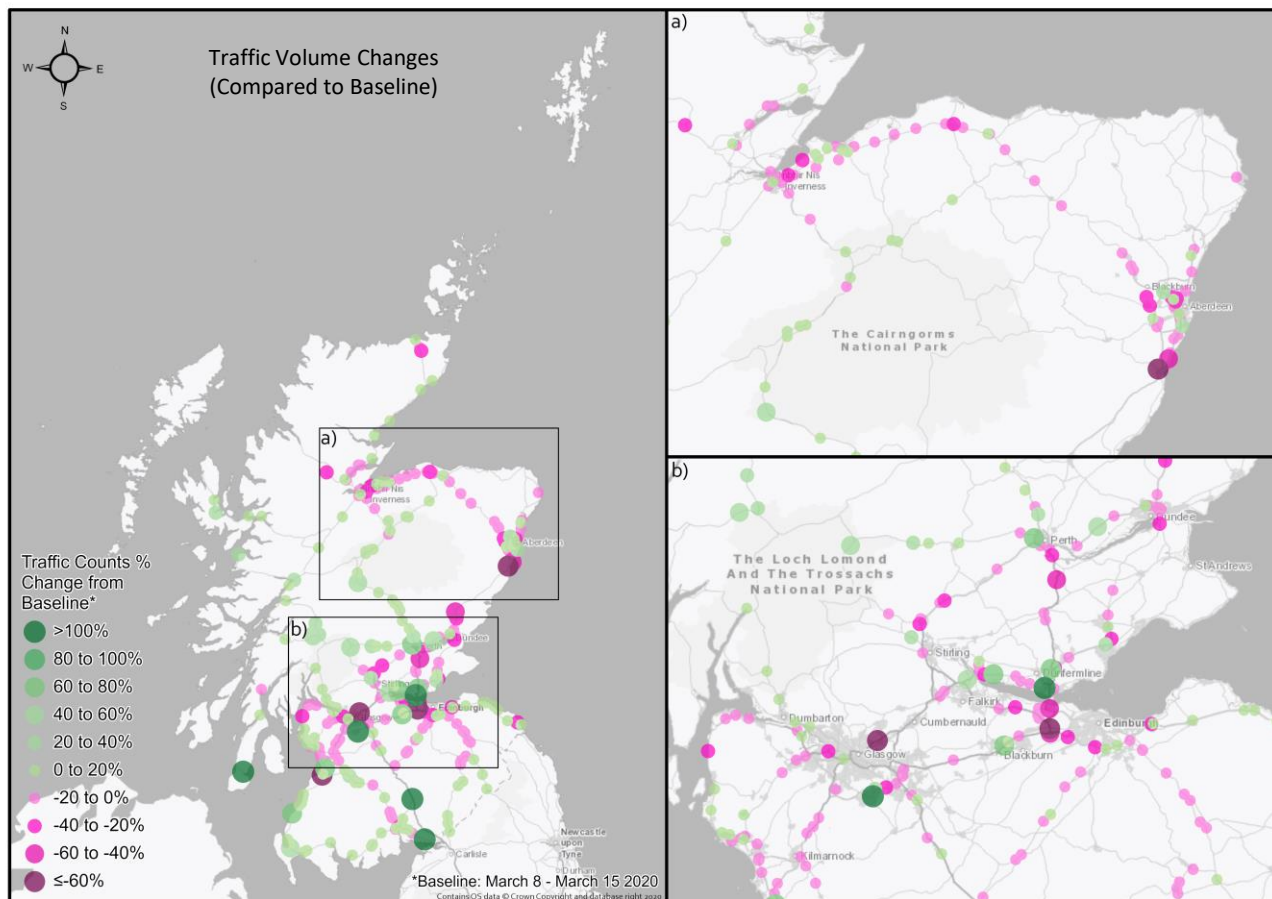 N
W E
S
Traffic Volume Changes
(Compared to Baseline)
a)
Inverness
Aberdeen
b)
Stirling
Edinburgh
Carlisle
Newcastle
upon
Tyne
Durham
Traffic Counts %
Change from
Baseline*
>100%
80 to 100%
60 to 80%
40 to 60%
20 to 40%
0 to 20%
-20 to 0%
-40 to -20%
-60 to -40%
≤-60%
*Baseline: March 8 - March 15 2020
Contains OS data © Crown Copyright and database right 2020
a)
Nis
Inverness
Blackburn
Aberdeen
The Cairngorms
National Park
b)
Dundee
Perth
St Andrews
The Loch Lomond
And The Trossachs
National Park
Stirling
Dunfermline
Falkirk
Dumbarton
Cumbernauld
Edinburgh
Glasgow
Blackburn
Kilmarnock